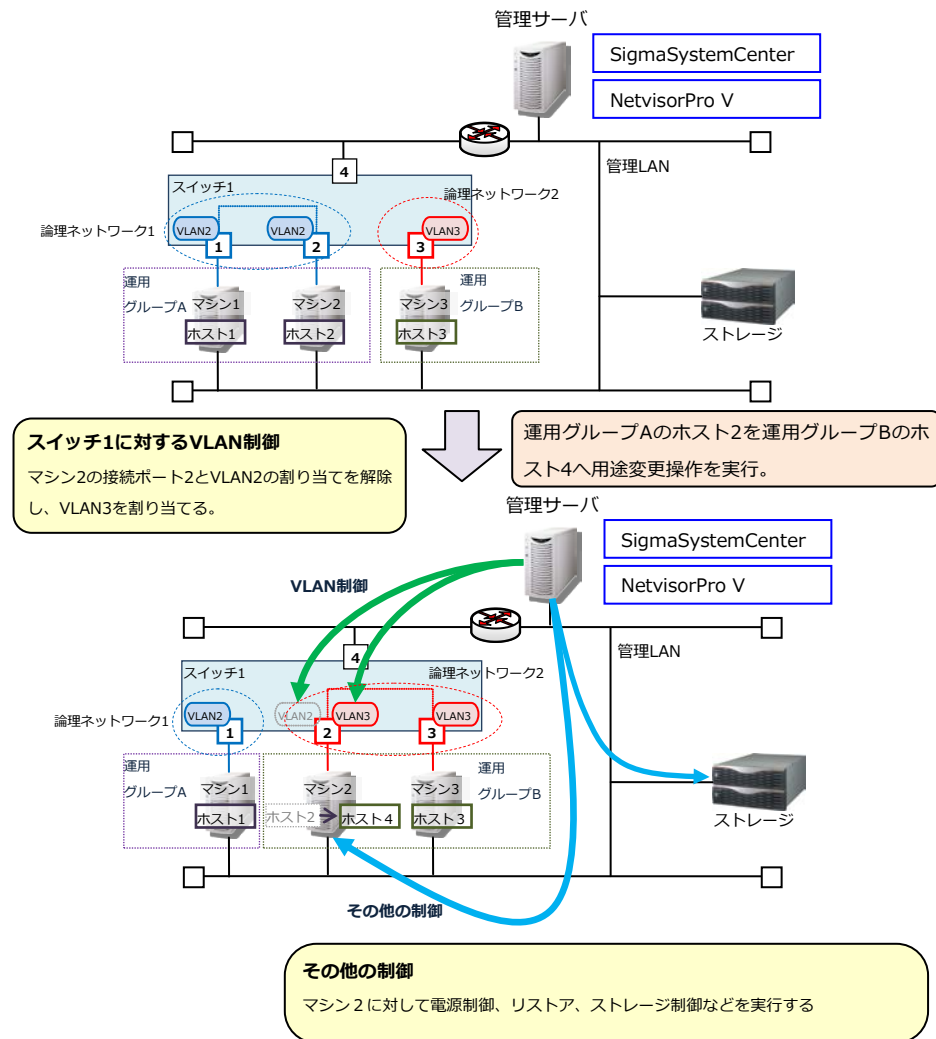 管理サーバ
SigmaSystemCenter
NetvisorPro V
管理LAN
4
スイッチ1
論理ネットワーク2
論理ネットワーク1
VLAN2
VLAN2
VLAN3
1
2
3
運用
グループA
マシン1
マシン2
マシン3
運用
グループB
ホスト1
ホスト2
ホスト3
ストレージ
スイッチ1に対するVLAN制御
マシン2の接続ポート2とVLAN2の割り当てを解除
し、VLAN3を割り当てる。
運用グループAのホスト2を運用グループBのホ
スト4へ用途変更操作を実行。
管理サーバ
SigmaSystemCenter
NetvisorPro V
VLAN制御
管理LAN
4
スイッチ1
論理ネットワーク2
論理ネットワーク1
VLAN2
VLAN2
VLAN3
VLAN3
1
2
3
運用
グループA
マシン1
マシン2
マシン3
運用
グループB
ホスト1
ホスト2
ホスト4
ホスト3
ストレージ
その他の制御
その他の制御
マシン２に対して電源制御、リストア、ストレージ制御などを実行する